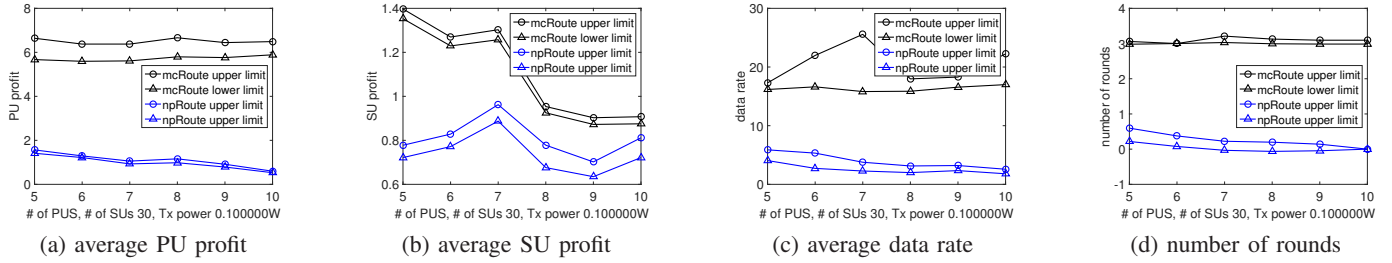 8
6
4
2
0
PU profit
mcRoute upper limit
mcRoute lower limit
npRoute upper limit
npRoute upper limit
5 6 7 8 9 10
# of PUS, # of SUs 30, Tx power 0.100000W
(a) average PU profit
1.4
1.2
1
0.8
0.6
SU profit
mcRoute upper limit
mcRoute lower limit
npRoute upper limit
npRoute upper limit
5 6 7 8 9 10
# of PUS, # of SUs 30, Tx power 0.100000W
(b) average SU profit
30
20
10
0
data rate
mcRoute upper limit
mcRoute lower limit
npRoute upper limit
npRoute upper limit
5 6 7 8 9 10
# of PUS, # of SUs 30, Tx power 0.100000W
(c) average data rate
4
3
2
1
0
-1
number of rounds
mcRoute upper limit
mcRoute lower limit
npRoute upper limit
npRoute upper limit
5 6 7 8 9 10
# of PUS, # of SUs 30, Tx power 0.100000W
(d) number of rounds